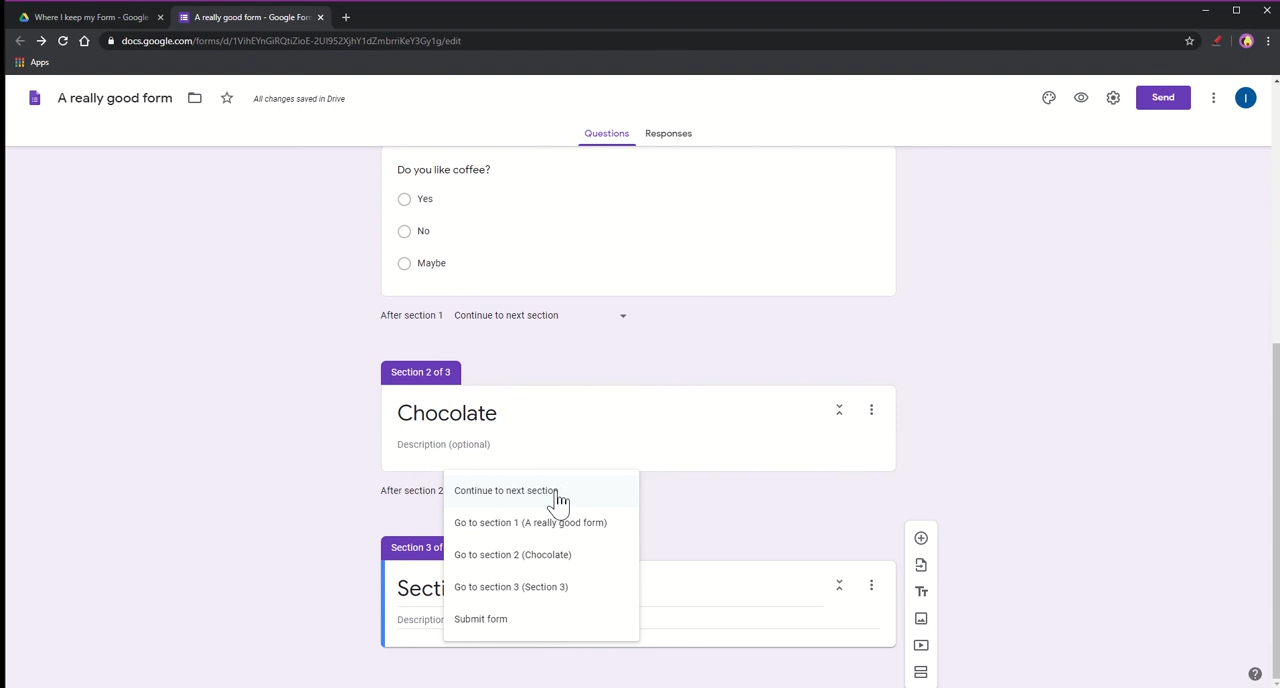 Where I keep my Form - Google
A really good form - Google Form
docs.google.com/forms/d/1VihEYnGiRQtiZioE-2UI952XjhY1dZmbrriKeY3Gy1g/edit
Apps
A really good form
All changes saved in Drive
Send
I
Questions
Responses
Do you like coffee?
Yes
No
Maybe
After section 1 Continue to next section
Section 2 of 3
Chocolate
Description (optional)
After section 2
Continue to next section
Go to section 1 (A really good form)
Go to section 2 (Chocolate)
Section 3 of
Go to section 3 (Section 3)
Secti
Description
Submit form
Tт